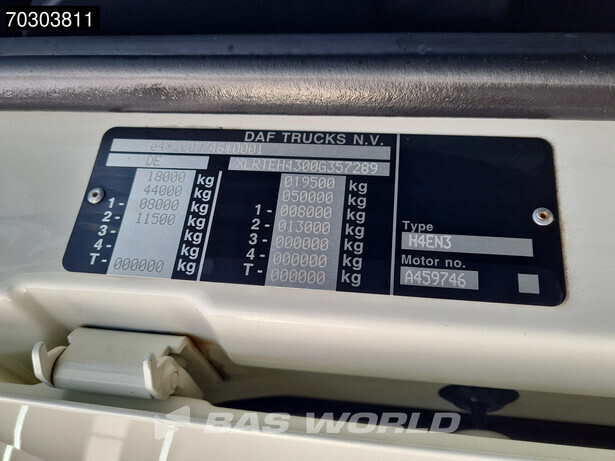 70303811
DAF TRUCKS N.V.
DE XLRTEH4300G357289
18000 kg 019500 kg
44000 kg 050000 kg
1 - 08000 kg 1 - 008000 kg
2 - 11500 kg 2 - 013000 kg
3 - kg 3 - 000000 kg
4 - kg 4 - 000000 kg
T - 000000 kg T - 000000 kg
Type
H4EN3
Motor no.
A459746
BAS WORLD